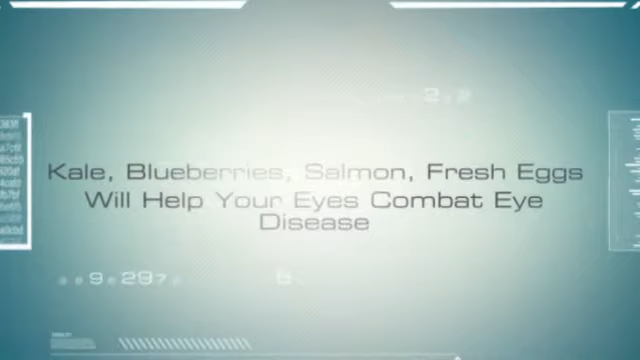 Kale, Blueberries, Salmon, Fresh Eggs
Will Help Your Eyes Combat Eye
Disease